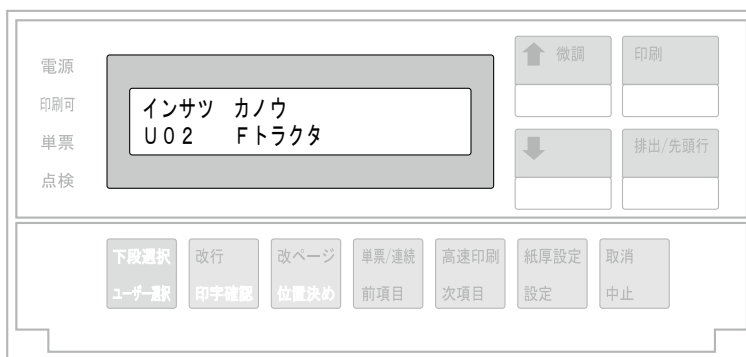 電源
印刷可
単票
点検
インサツ カノウ
U02 Fトラクタ
微調
印刷
排出/先頭行
下段選択
ユーザー選択
改行
印字確認
改ページ
位置決め
単票/連続
前項目
高速印刷
次項目
紙厚設定
設定
取消
中止